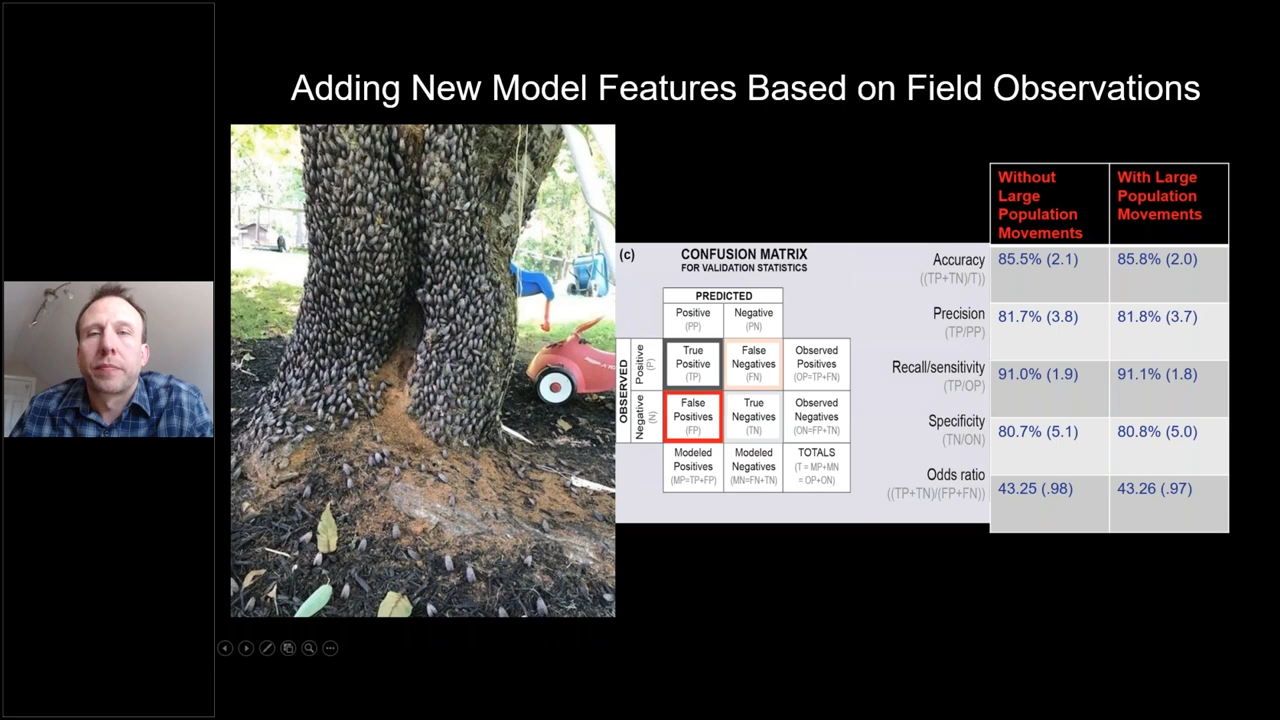 Adding New Model Features Based on Field Observations
(c)
CONFUSION MATRIX
FOR VALIDATION STATISTICS
PREDICTED
Positive
(PP)
Negative
(PN)
OBSERVED
Positive
(P)
True
Positive
(TP)
False
Negatives
(FN)
Observed
Positives
(OP=TP+FN)
Negative
(N)
False
Positives
(FP)
True
Negatives
(TN)
Observed
Negatives
(ON=FP+TN)
Modeled
Positives
(MP=TP+FP)
Modeled
Negatives
(MN=FN+TN)
TOTALS
(T = MP+MN
= OP+ON)
Without
Large
Population
Movements
With Large
Population
Movements
Accuracy
((TP+TN)/T))
85.5% (2.1)
85.8% (2.0)
Precision
(TP/PP)
81.7% (3.8)
81.8% (3.7)
Recall/sensitivity
(TP/OP)
91.0% (1.9)
91.1% (1.8)
Specificity
(TN/ON)
80.7% (5.1)
80.8% (5.0)
Odds ratio
((TP+TN)/(FP+FN))
43.25 (.98)
43.26 (.97)